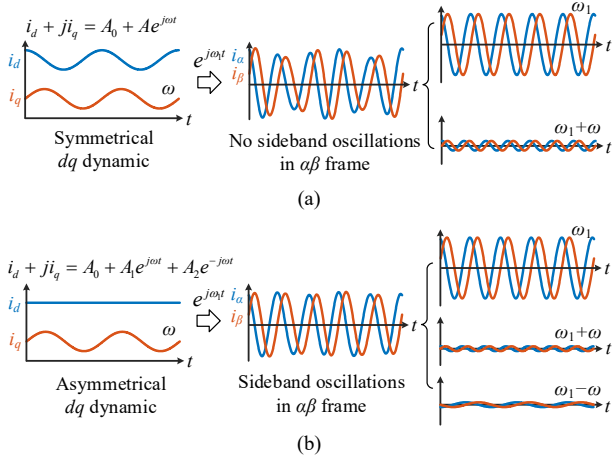 i_d + ji_q = A_0 + Ae^{jωt}
i_d
i_q
ω
t
Symmetrical
dq dynamic
e^{jω_1t}
i_α
i_β
t
No sideband oscillations
in αβ frame
ω_1
t
ω_1+ω
t
(a)
i_d + ji_q = A_0 + A_1e^{jωt} + A_2e^{-jωt}
i_d
i_q
ω
t
Asymmetrical
dq dynamic
e^{jω_1t}
i_α
i_β
t
Sideband oscillations
in αβ frame
ω_1
t
ω_1+ω
t
ω_1−ω
t
(b)